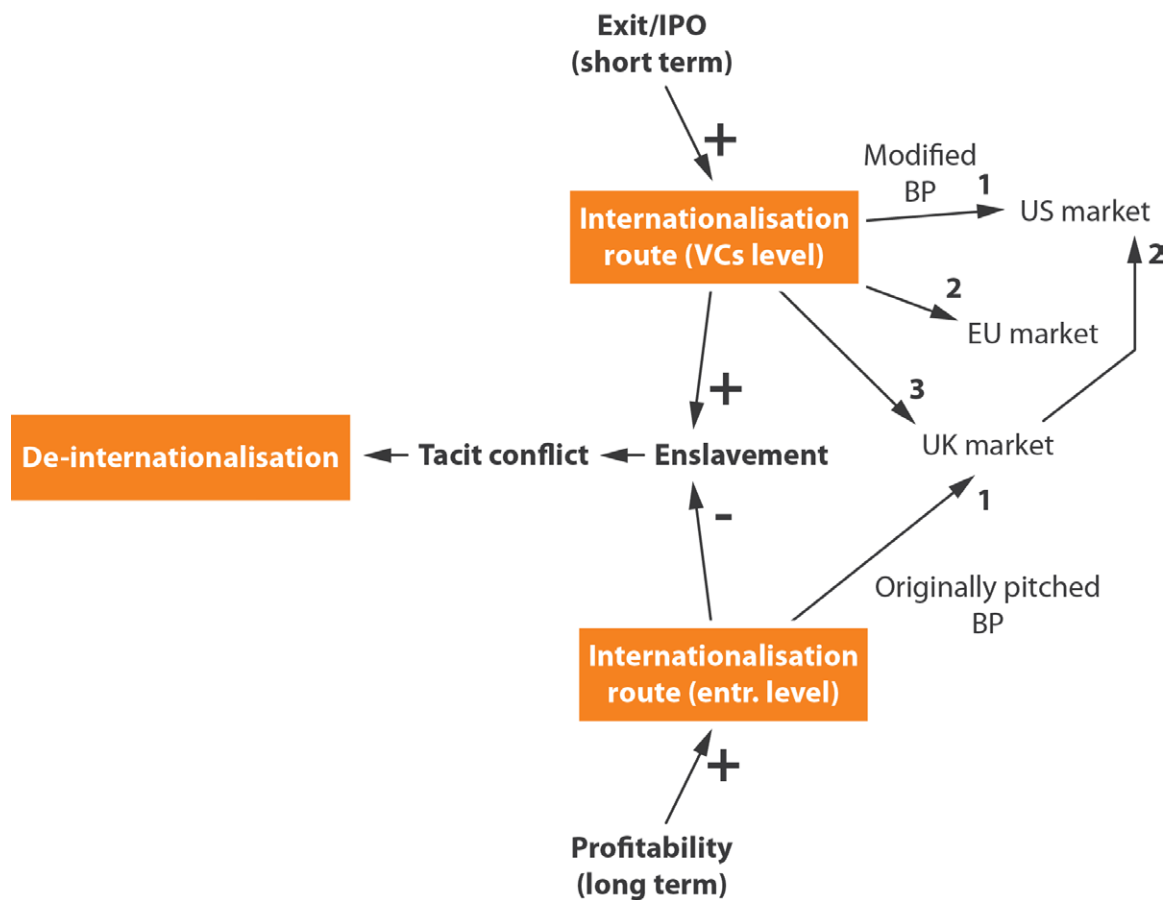 Exit/IPO
(short term)
+
Modified
BP
1
Internationalisation
route (VCs level)
US market
2
2
EU market
+
3
De-internationalisation
Tacit conflict
Enslavement
UK market
-
1
Originally pitched
BP
Internationalisation
route (entr. level)
+
Profitability
(long term)